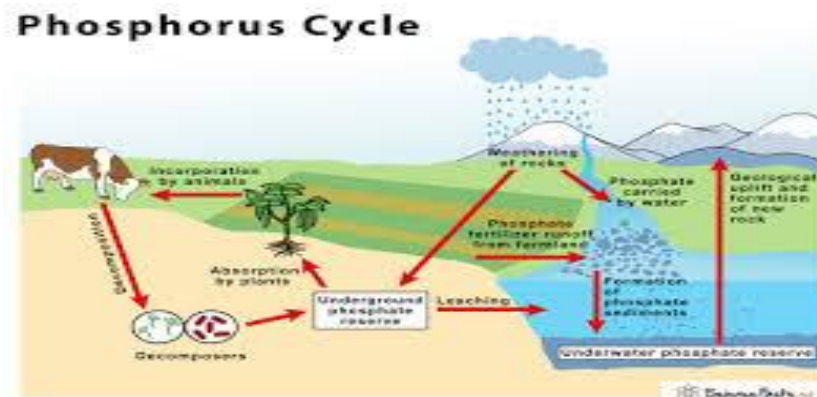 Phosphorus Cycle
Weathering
of rocks
Incorporation
by animals
Phosphate
carried
by water
Geological
uplift and
formation
of new
rock
Phosphate
fertilizer runoff
from farmland
Decomposition
Absorption
by plants
Underground
phosphate
reserve
Leaching
Formation
of
phosphate
sediments
Decomposers
Underwater phosphate reserve